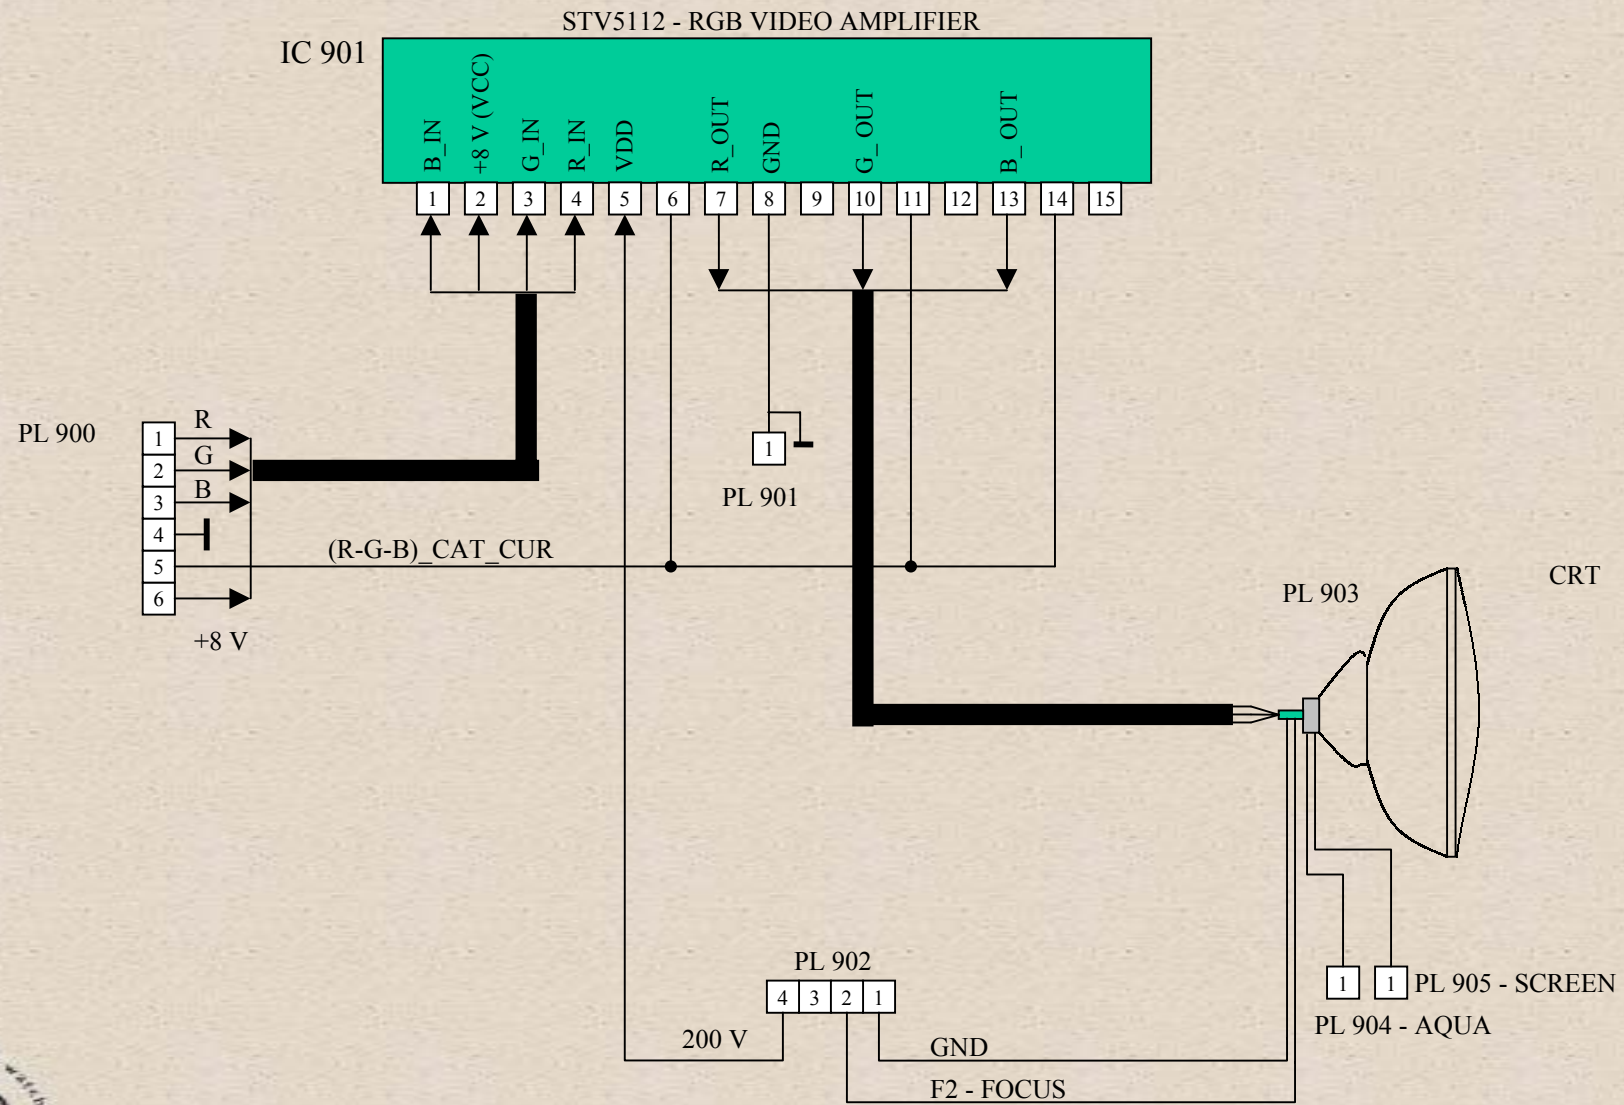 STV5112 - RGB VIDEO AMPLIFIER
IC 901
B_IN
+8 V (VCC)
G_IN
R_IN
VDD
R_OUT
GND
G_OUT
B_OUT
1 2 3 4 5 6 7 8 9 10 11 12 13 14 15
PL 900
1 R
2 G
3 B
4
5 (R-G-B)_CAT_CUR
6
+8 V
1
PL 901
PL 903
CRT
PL 902
4 3 2 1
200 V
GND
F2 - FOCUS
1 1 PL 905 - SCREEN
PL 904 - AQUA